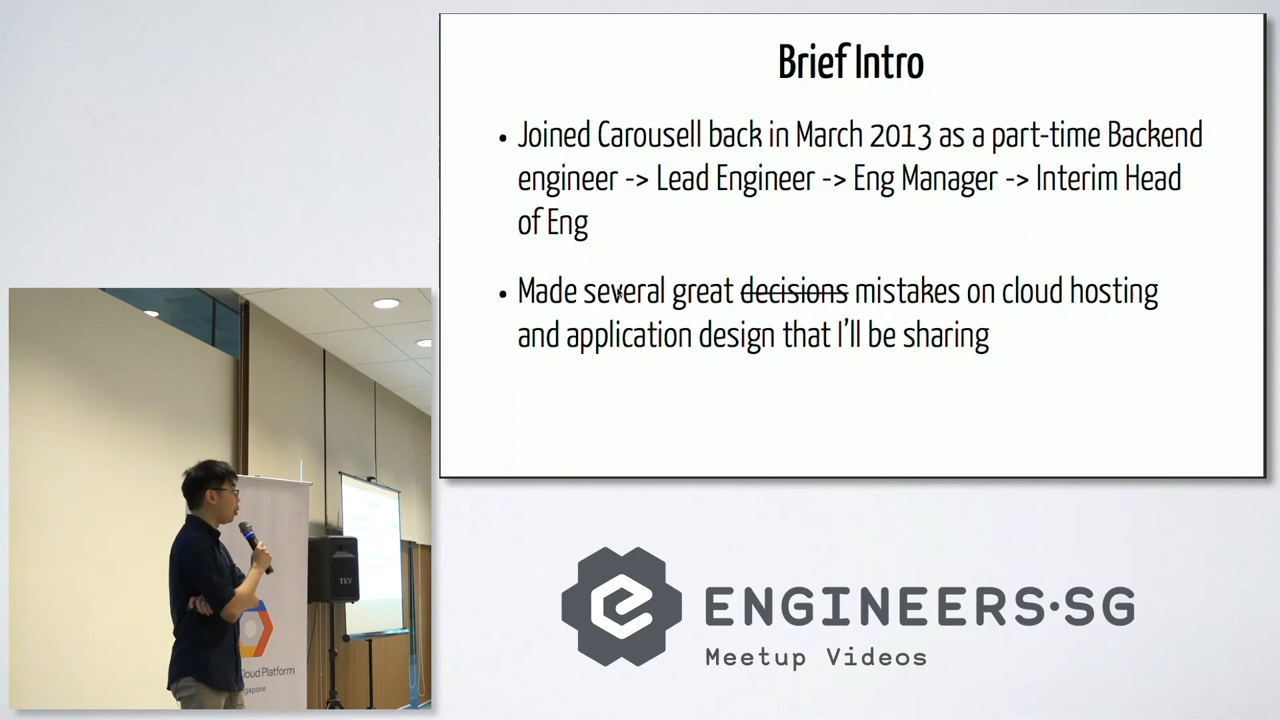 Brief Intro
• Joined Carousell back in March 2013 as a part-time Backend
engineer -> Lead Engineer -> Eng Manager -> Interim Head
of Eng
• Made several great decisions mistakes on cloud hosting
and application design that I'll be sharing
TEV
Cloud Platform
ngapore
ENGINEERS·SG
Meetup Videos